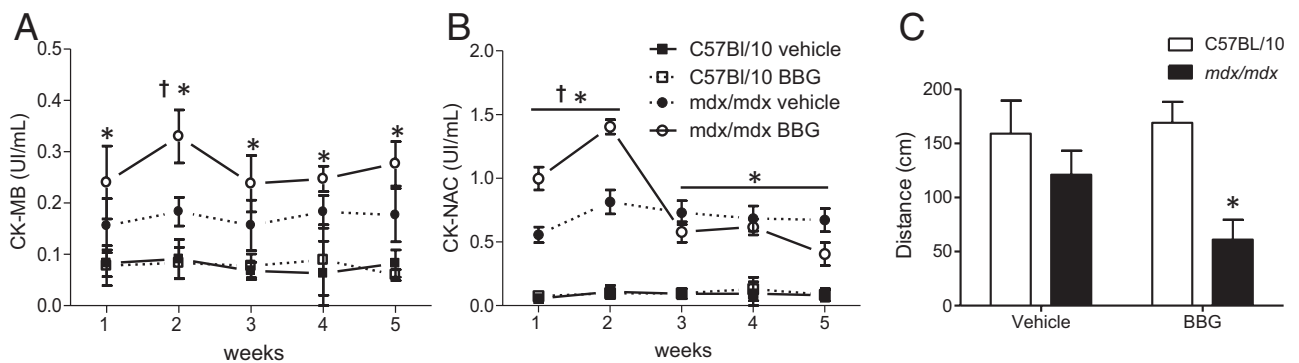 A
CK-MB (UI/mL)
0.5
0.4
0.3
0.2
0.1
0.0
*
† *
*
*
*
1 2 3 4 5
weeks
B
CK-NAC (UI/mL)
2.0
1.5
1.0
0.5
0.0
C57Bl/10 vehicle
C57Bl/10 BBG
mdx/mdx vehicle
mdx/mdx BBG
† *
*
1 2 3 4 5
weeks
C
C57BL/10
mdx/mdx
Distance (cm)
200
150
100
50
0
*
Vehicle BBG